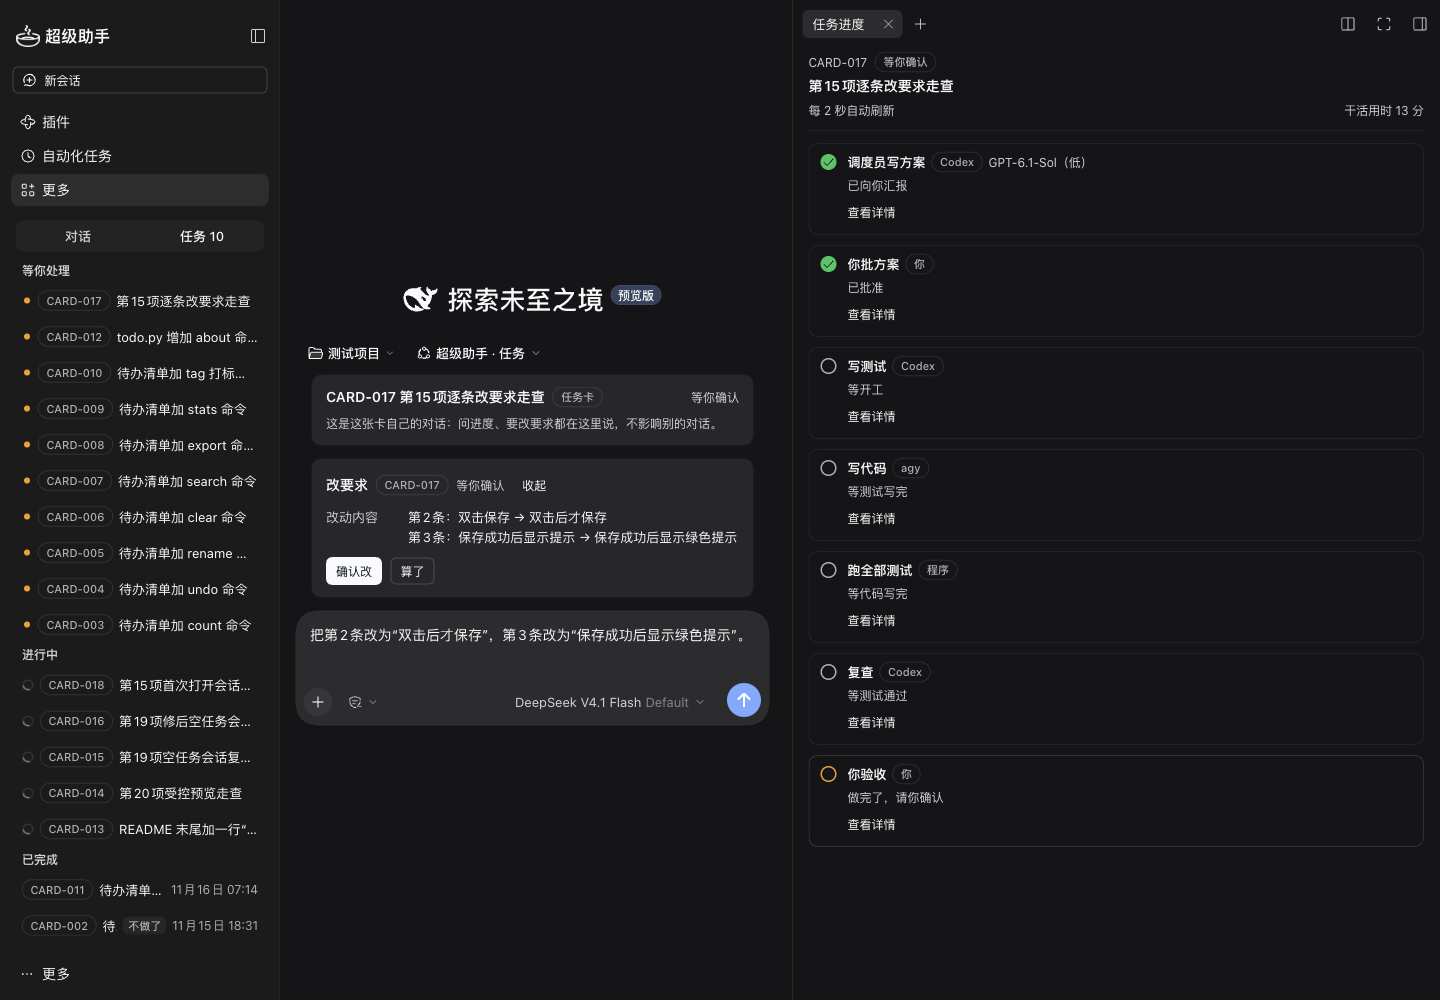 超级助手
新会话
插件
自动化任务
更多
对话 任务 10
等你处理
CARD-017 第15项逐条改要求走查
CARD-012 todo.py 增加 about 命...
CARD-010 待办清单加 tag 打标...
CARD-009 待办清单加 stats 命令
CARD-008 待办清单加 export 命...
CARD-007 待办清单加 search 命令
CARD-006 待办清单加 clear 命令
CARD-005 待办清单加 rename ...
CARD-004 待办清单加 undo 命令
CARD-003 待办清单加 count 命令
进行中
CARD-018 第15项首次打开会话...
CARD-016 第19项修后空任务会...
CARD-015 第19项空任务会话复...
CARD-014 第20项受控预览走查
CARD-013 README 末尾加一行“...
已完成
CARD-011 待办清单... 11月16日 07:14
CARD-002 待 不做了 11月15日 18:31
更多
探索未至之境 预览版
测试项目 超级助手 · 任务
CARD-017 第15项逐条改要求走查 任务卡 等你确认
这是这张卡自己的对话：问进度、要改要求都在这里说，不影响别的对话。
改要求 CARD-017 等你确认 收起
改动内容 第2条：双击保存 → 双击后才保存
第3条：保存成功后显示提示 → 保存成功后显示绿色提示
确认改 算了
把第2条改为“双击后才保存”，第3条改为“保存成功后显示绿色提示”。
DeepSeek V4.1 Flash Default
任务进度
CARD-017 等你确认
第15项逐条改要求走查
每 2 秒自动刷新 干活用时 13 分
调度员写方案 Codex GPT-6.1-Sol（低）
已向你汇报
查看详情
你批方案 你
已批准
查看详情
写测试 Codex
等开工
查看详情
写代码 agy
等测试写完
查看详情
跑全部测试 程序
等代码写完
查看详情
复查 Codex
等测试通过
查看详情
你验收 你
做完了，请你确认
查看详情